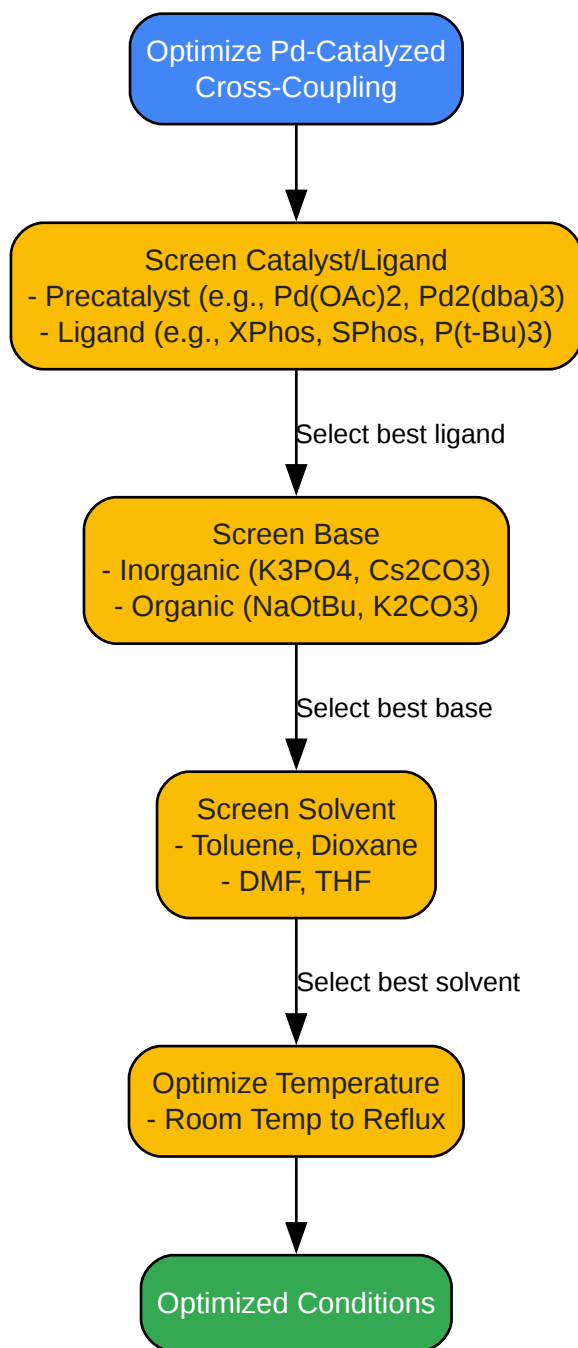 Optimize Pd-Catalyzed
Cross-Coupling
Screen Catalyst/Ligand
- Precatalyst (e.g., Pd(OAc)2, Pd2(dba)3)
- Ligand (e.g., XPhos, SPhos, P(t-Bu)3)
Select best ligand
Screen Base
- Inorganic (K3PO4, Cs2CO3)
- Organic (NaOtBu, K2CO3)
Select best base
Screen Solvent
- Toluene, Dioxane
- DMF, THF
Select best solvent
Optimize Temperature
- Room Temp to Reflux
Optimized Conditions